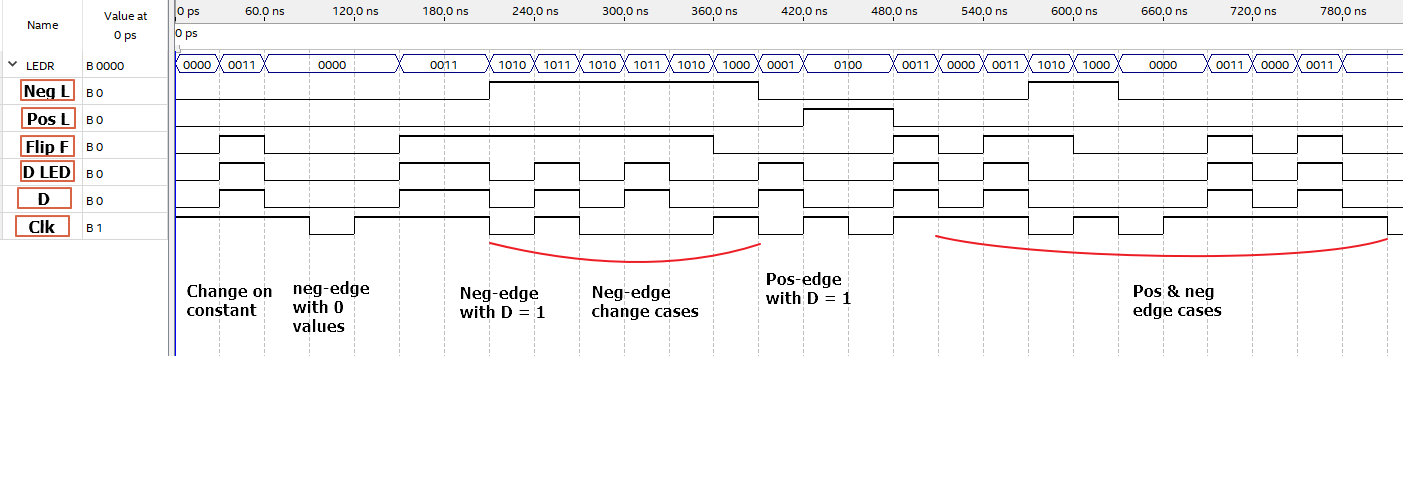 Name
Value at
0 ps
0 ps 60.0 ns 120.0 ns 180.0 ns 240.0 ns 300.0 ns 360.0 ns 420.0 ns 480.0 ns 540.0 ns 600.0 ns 660.0 ns 720.0 ns 780.0 ns
0 ps
LEDR B 0000 0000 0011 0000 0011 1010 1011 1010 1011 1010 1000 0001 0100 0011 0000 0011 1010 1000 0000 0011 0000 0011
Neg L B 0
Pos L B 0
Flip F B 0
D LED B 0
D B 0
Clk B 1
Change on
constant
neg-edge
with 0
values
Neg-edge
with D = 1
Neg-edge
change cases
Pos-edge
with D = 1
Pos & neg
edge cases